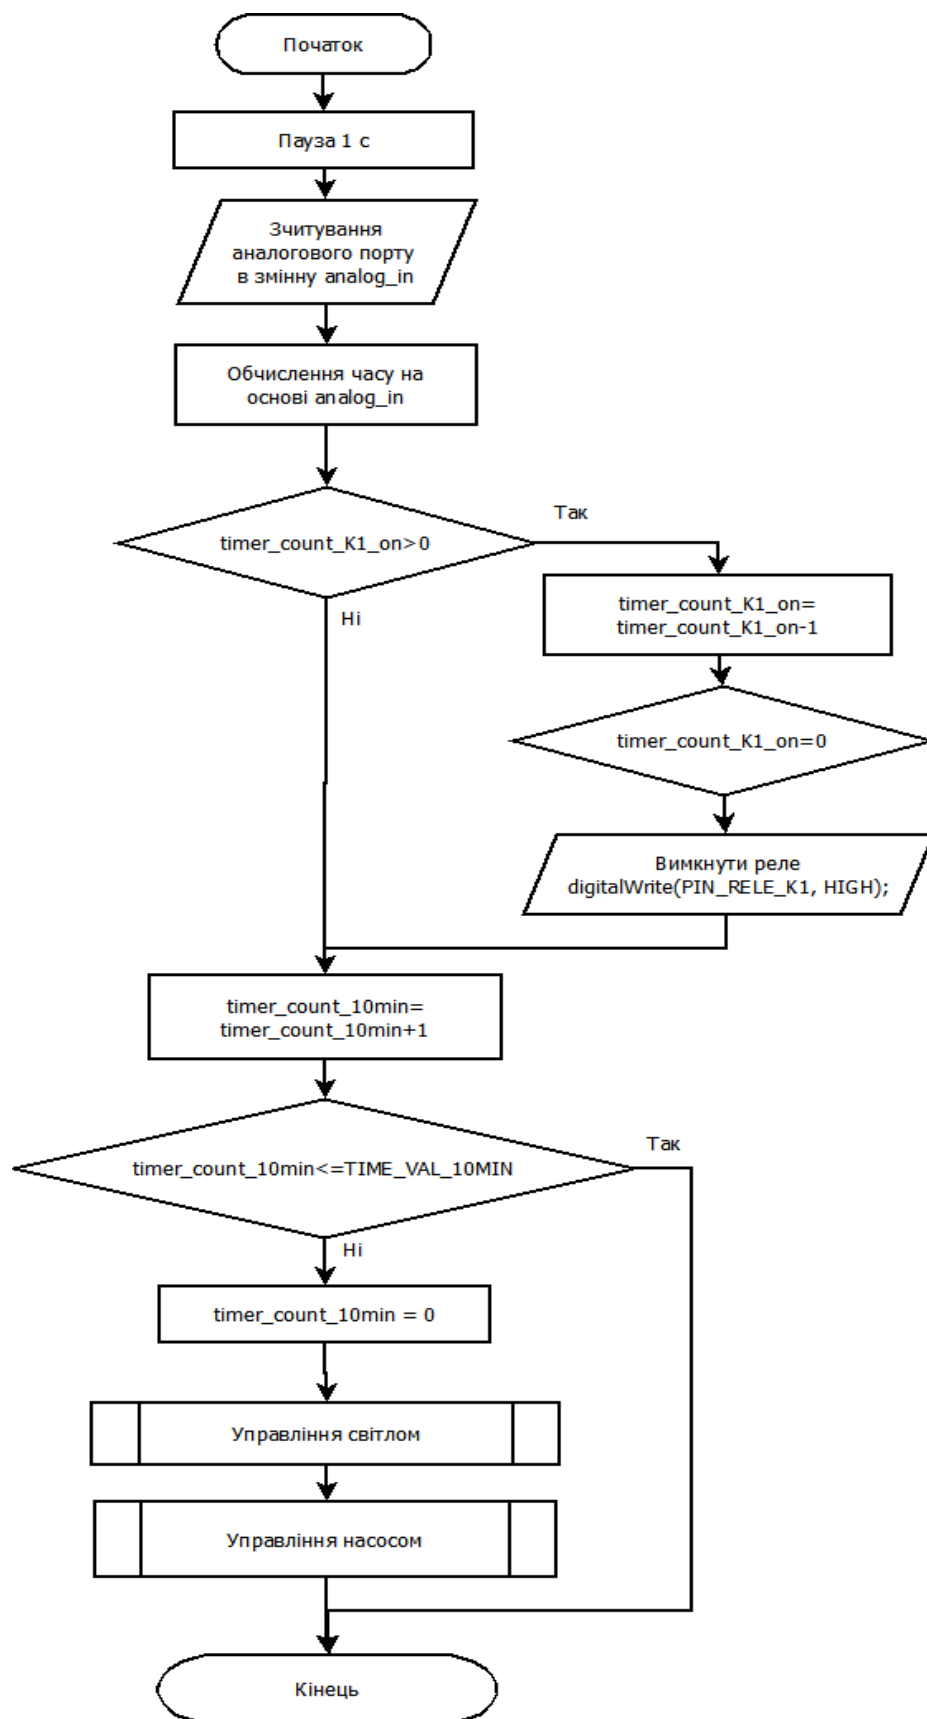 Початок
Пауза 1 с
Зчитування
аналогового порту
в змінну analog_in
Обчислення часу на
основі analog_in
timer_count_K1_on>0
Так
Ні
timer_count_K1_on=
timer_count_K1_on-1
timer_count_K1_on=0
Вимкнути реле
digitalWrite(PIN_RELE_K1, HIGH);
timer_count_10min=
timer_count_10min+1
timer_count_10min<=TIME_VAL_10MIN
Так
Ні
timer_count_10min = 0
Управління світлом
Управління насосом
Кінець